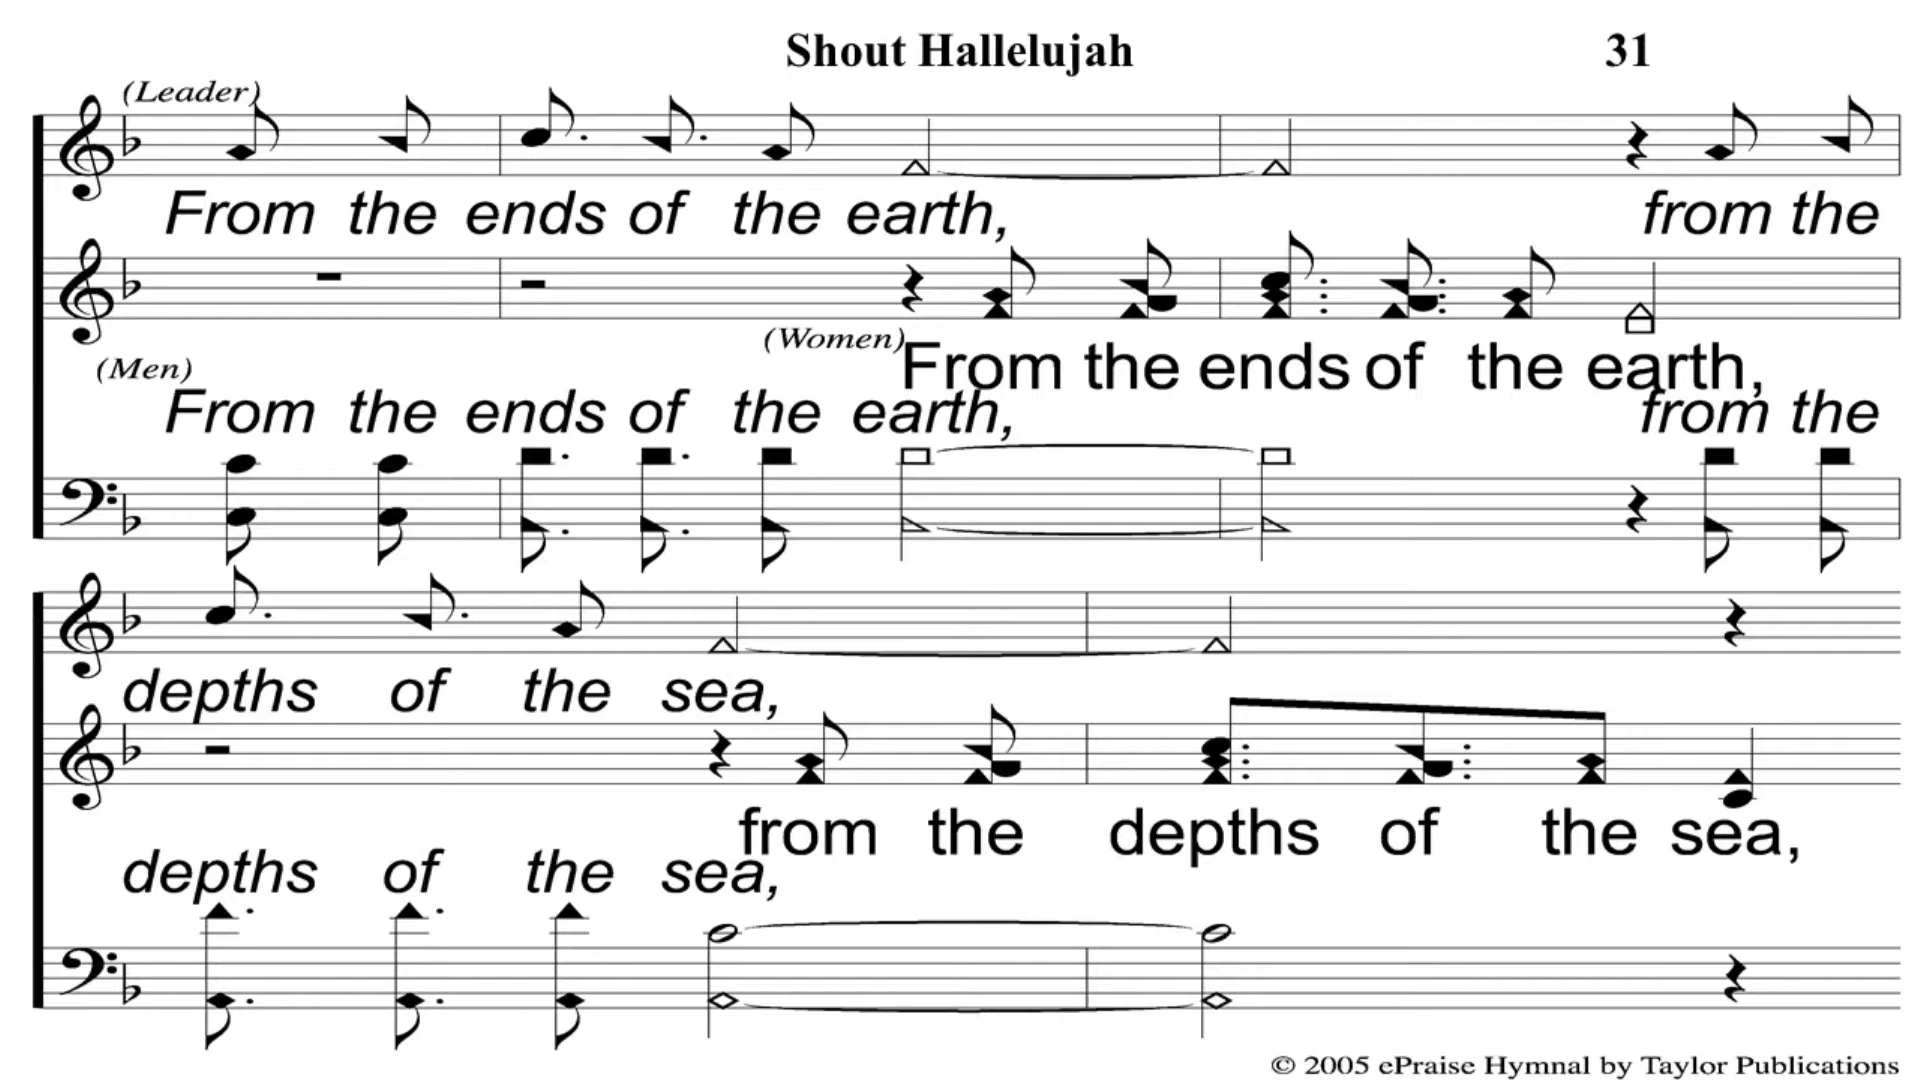 Shout Hallelujah 31
(Leader)
From the ends of the earth, from the
(Women)
From the ends of the earth,
(Men)
From the ends of the earth, from the
depths of the sea,
from the depths of the sea,
depths of the sea,
© 2005 ePraise Hymnal by Taylor Publications